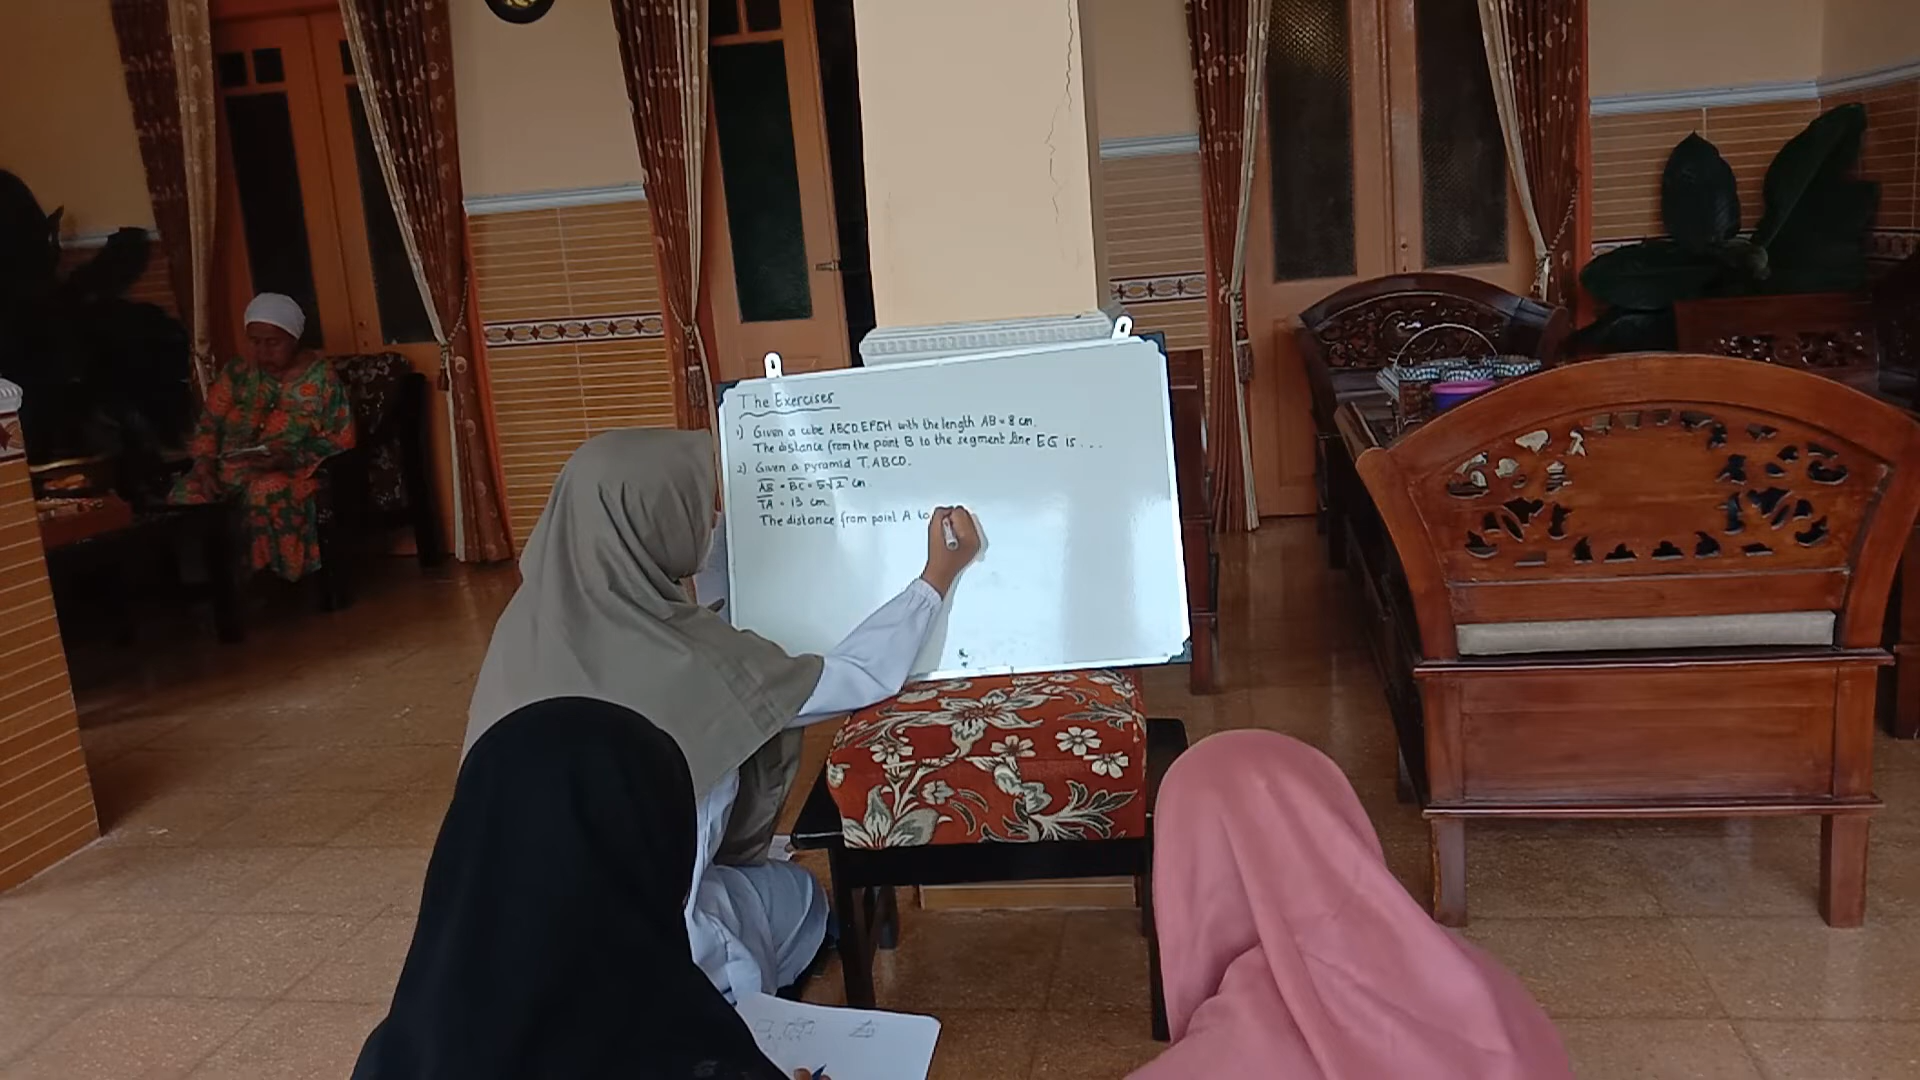 The Exercises
1) Given a cube ABCD.EFGH with the length AB = 8 cm.
The distance from the point B to the segment line EG is....
2) Given a pyramid T.ABCD.
AB = BC = 5√2 cm.
TA = 13 cm.
The distance from point A to